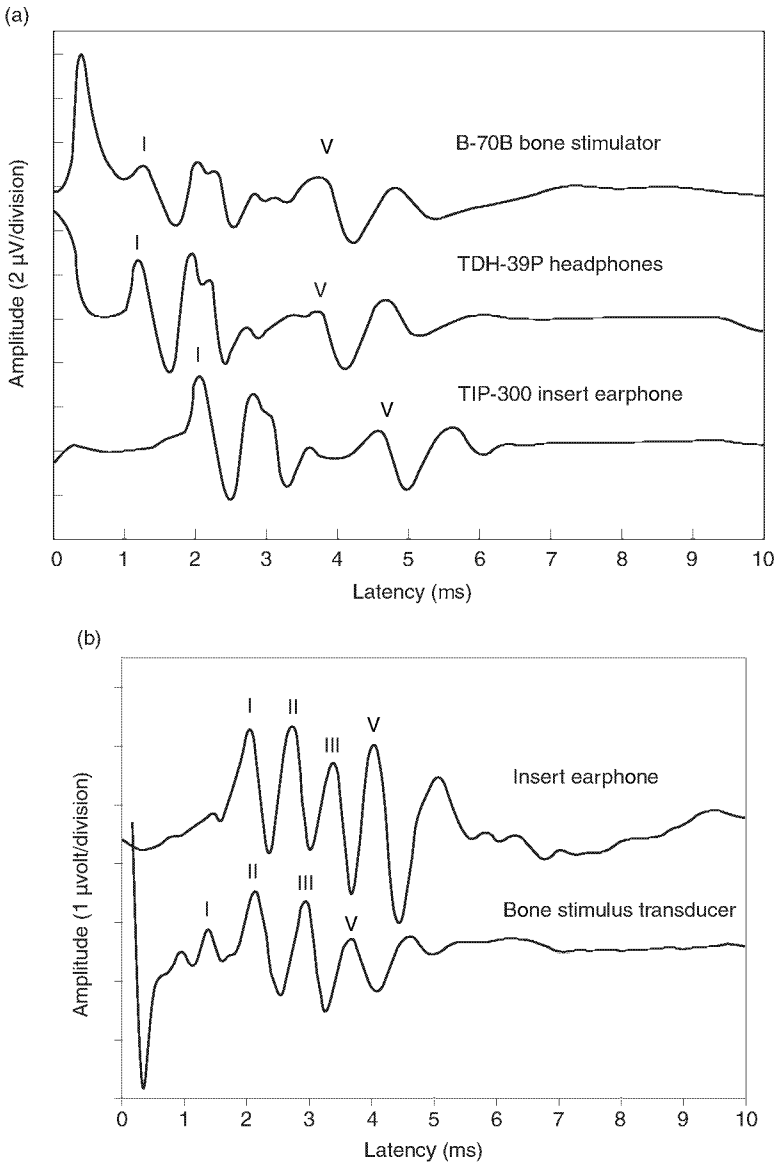 (a)
I
V
B-70B bone stimulator
I
V
TDH-39P headphones
I
V
TIP-300 insert earphone
Amplitude (2 μV/division)
0 1 2 3 4 5 6 7 8 9 10
Latency (ms)
(b)
I II III V
Insert earphone
I II III V
Bone stimulus transducer
Amplitude (1 μvolt/division)
0 1 2 3 4 5 6 7 8 9 10
Latency (ms)